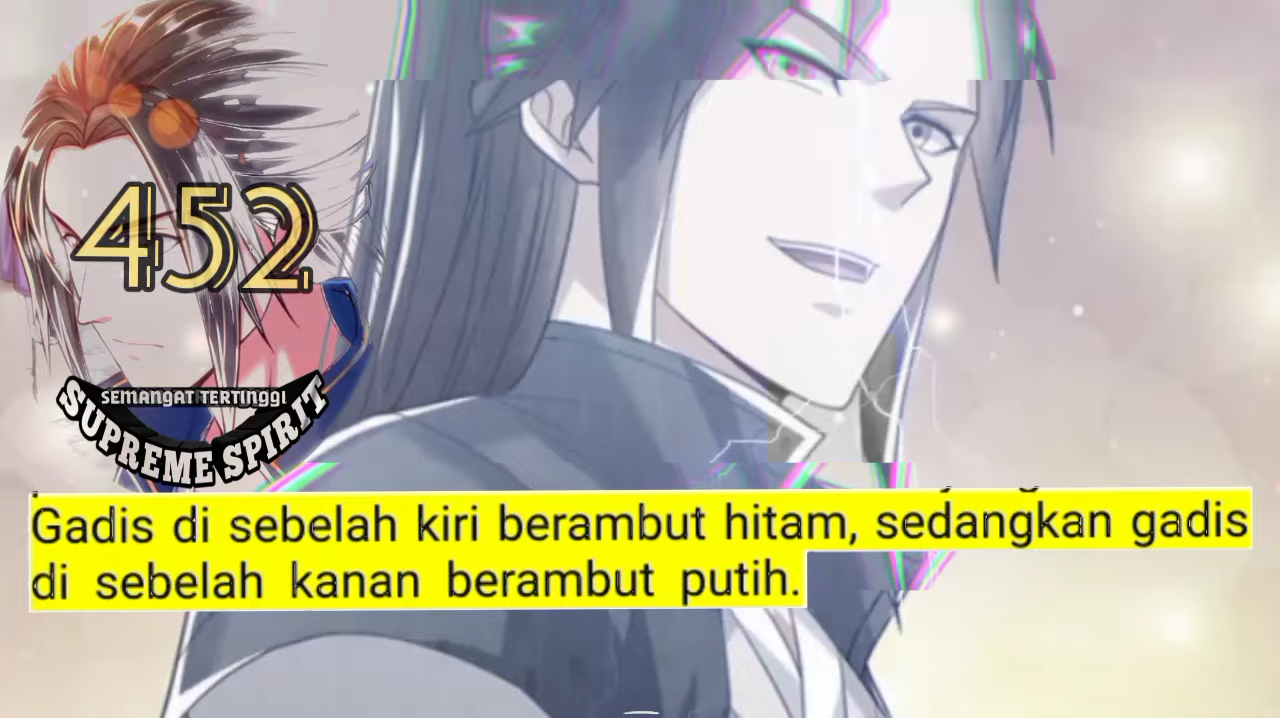 452
SEMANGAT TERTINGGI
SUPREME SPIRIT
Gadis di sebelah kiri berambut hitam, sedangkan gadis
di sebelah kanan berambut putih.